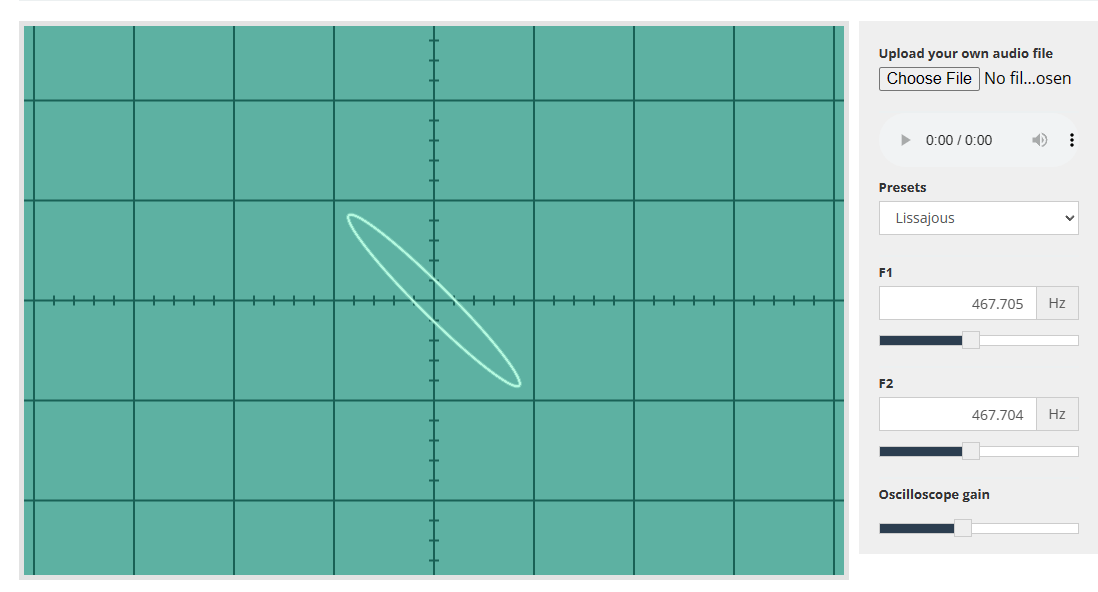 Upload your own audio file
Choose File No fil...osen
0:00 / 0:00
Presets
Lissajous
F1
467.705 Hz
F2
467.704 Hz
Oscilloscope gain